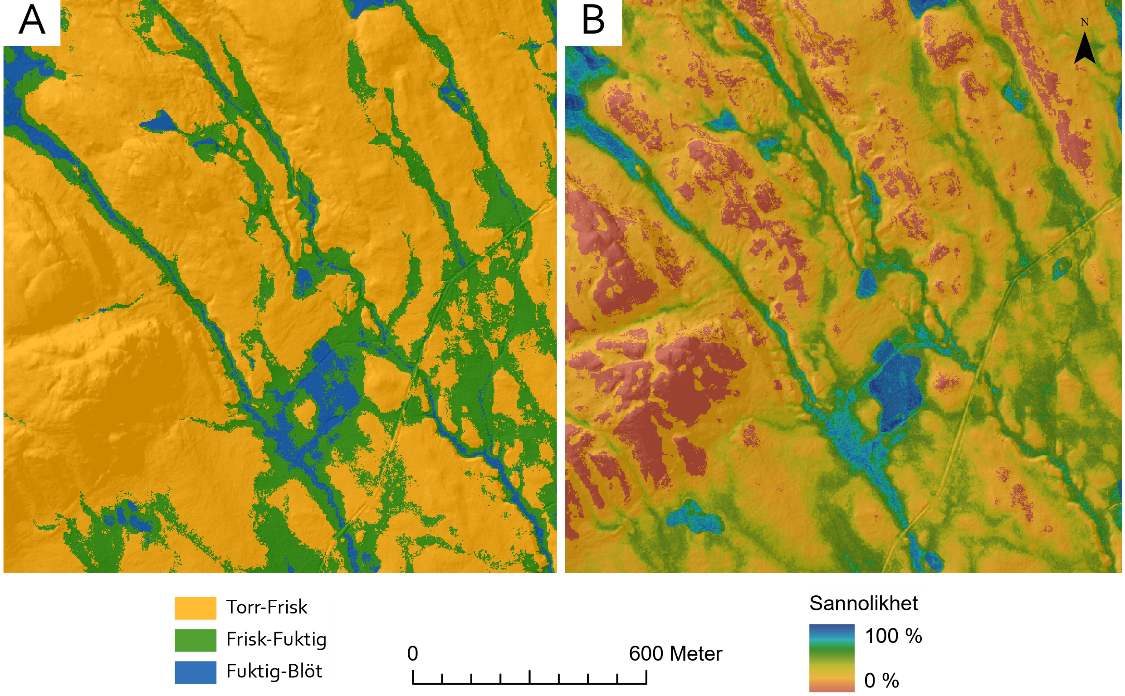 A
B
N
Torr-Frisk
Frisk-Fuktig
Fuktig-Blöt
0
600 Meter
Sannolikhet
100 %
0 %